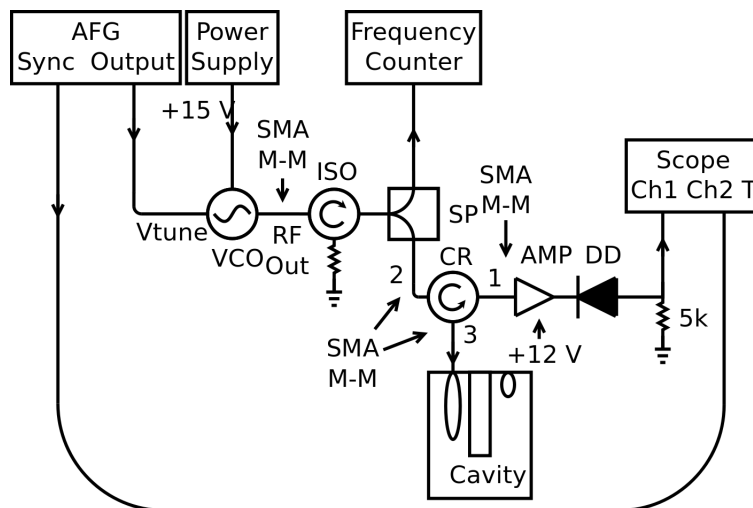 AFG
Sync Output
Power
Supply
Frequency
Counter
+15 V
SMA
M-M
ISO
SMA
M-M
Scope
Ch1 Ch2 T
SP
Vtune
VCO
RF
Out
CR
AMP
DD
2
1
3
5k
+12 V
SMA
M-M
Cavity